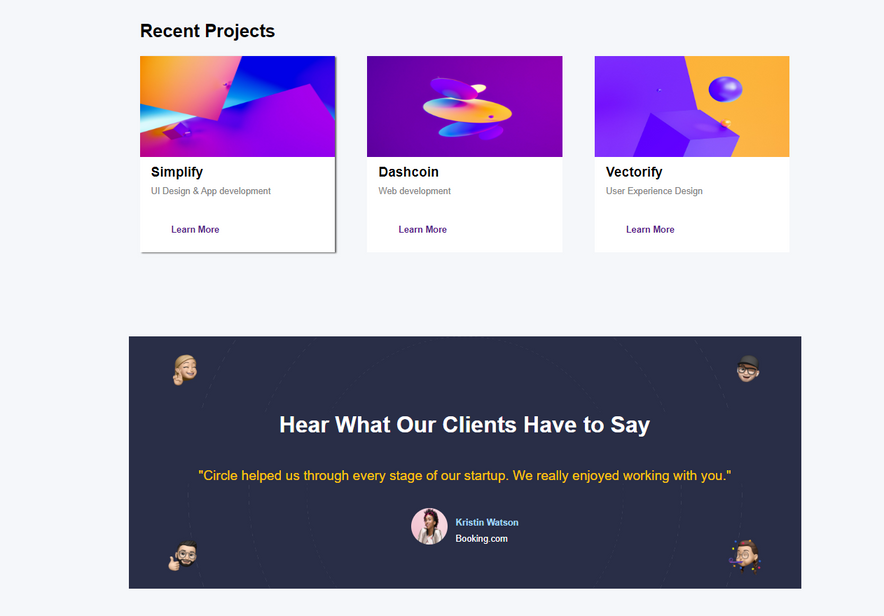 Recent Projects
Simplify
UI Design & App development
Learn More
Dashcoin
Web development
Learn More
Vectorify
User Experience Design
Learn More
Hear What Our Clients Have to Say
"Circle helped us through every stage of our startup. We really enjoyed working with you."
Kristin Watson
Booking.com